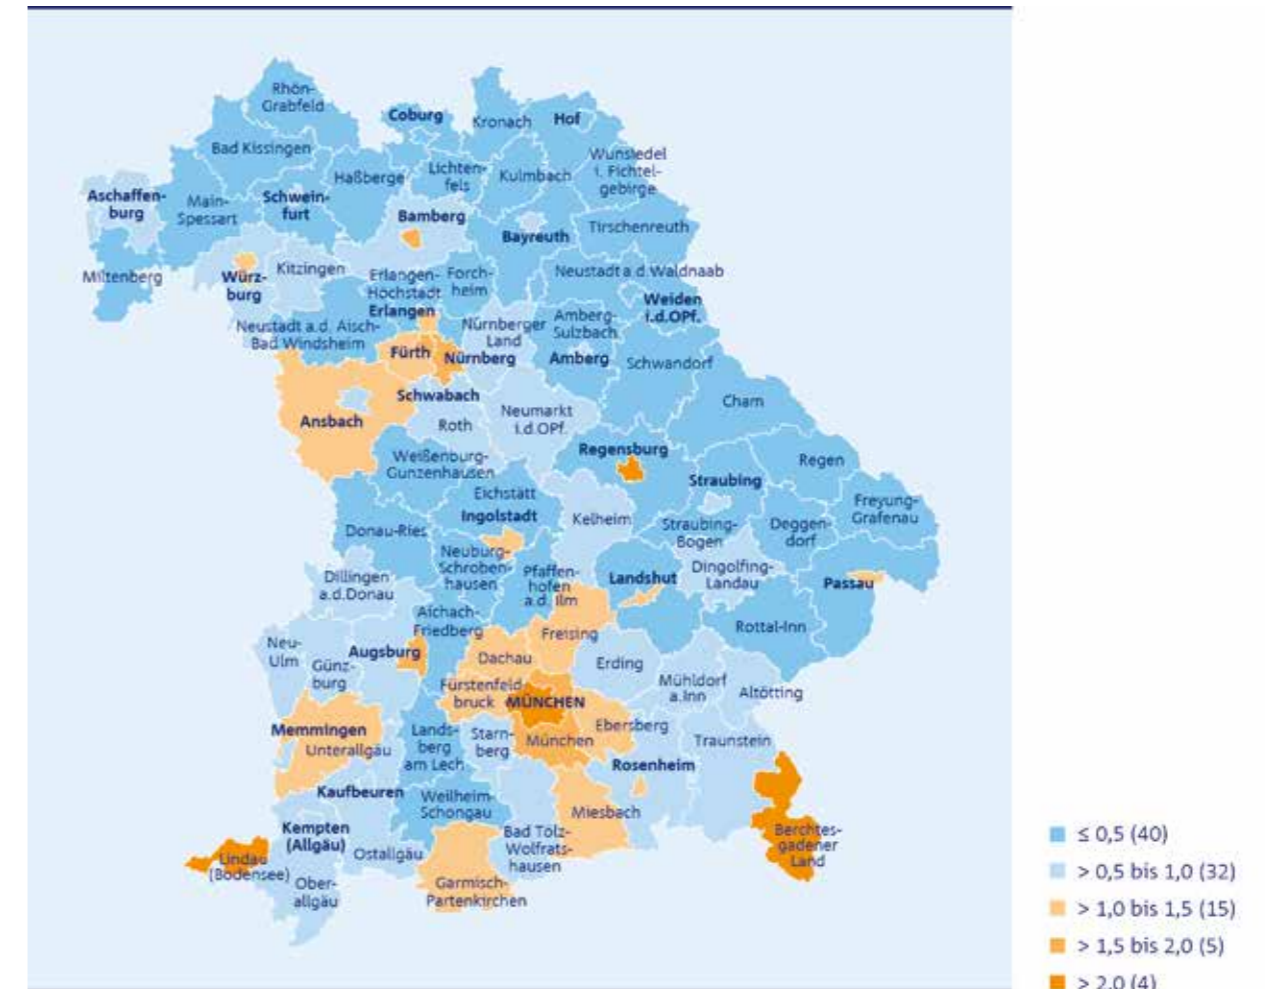 Rhön-
Grabfeld
Coburg
Kronach
Hof
Bad Kissingen
Wunsiedel
i. Fichtel-
gebirge
Haßberge
Lichten-
fels
Kulmbach
Aschaffen-
burg
Main-
Spessart
Schwein-
furt
Bamberg
Bayreuth
Tirschenreuth
Miltenberg
Würz-
burg
Kitzingen
Erlangen-
Höchstadt
Forch-
heim
Neustadt a.d. Waldnaab
Erlangen
Weiden
i.d.OPf.
Neustadt a.d. Aisch-
Bad Windsheim
Nürnberger
Land
Amberg-
Sulzbach
Fürth
Nürnberg
Amberg
Schwandorf
Schwabach
Cham
Ansbach
Roth
Neumarkt
i.d.OPf.
Regensburg
Weißenburg-
Gunzenhausen
Straubing
Regen
Eichstätt
Ingolstadt
Kelheim
Freyung-
Grafenau
Donau-Ries
Straubing-
Bogen
Deggen-
dorf
Neuburg-
Schroben-
hausen
Pfaffen-
hofen
a.d. Ilm
Landshut
Dingolfing-
Landau
Passau
Dillingen
a.d.Donau
Aichach-
Friedberg
Freising
Rottal-Inn
Neu-
Ulm
Günz-
burg
Augsburg
Dachau
Erding
Mühldorf
a.Inn
Altötting
Fürstenfeld
bruck
MÜNCHEN
Memmingen
Unterallgäu
Lands-
berg
am Lech
Starn-
berg
München
Ebersberg
Traunstein
Rosenheim
Kaufbeuren
Weilheim-
Schongau
Miesbach
Kempten
(Allgäu)
Ostallgäu
Bad Tölz-
Wolfrats-
hausen
Berchtes-
gadener
Land
Lindau
(Bodensee)
Ober-
allgäu
Garmisch-
Partenkirchen
≤ 0,5 (40)
> 0,5 bis 1,0 (32)
> 1,0 bis 1,5 (15)
> 1,5 bis 2,0 (5)
> 2,0 (4)